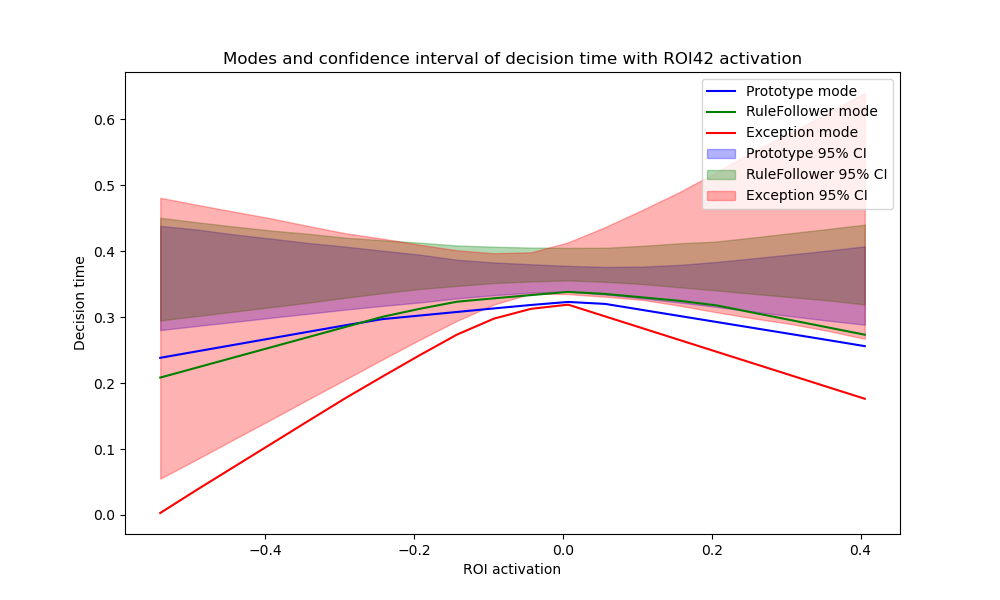 Modes and confidence interval of decision time with ROI42 activation
Prototype mode
RuleFollower mode
Exception mode
Prototype 95% CI
RuleFollower 95% CI
Exception 95% CI
Decision time
0.6
0.5
0.4
0.3
0.2
0.1
0.0
−0.4
−0.2
0.0
0.2
0.4
ROI activation